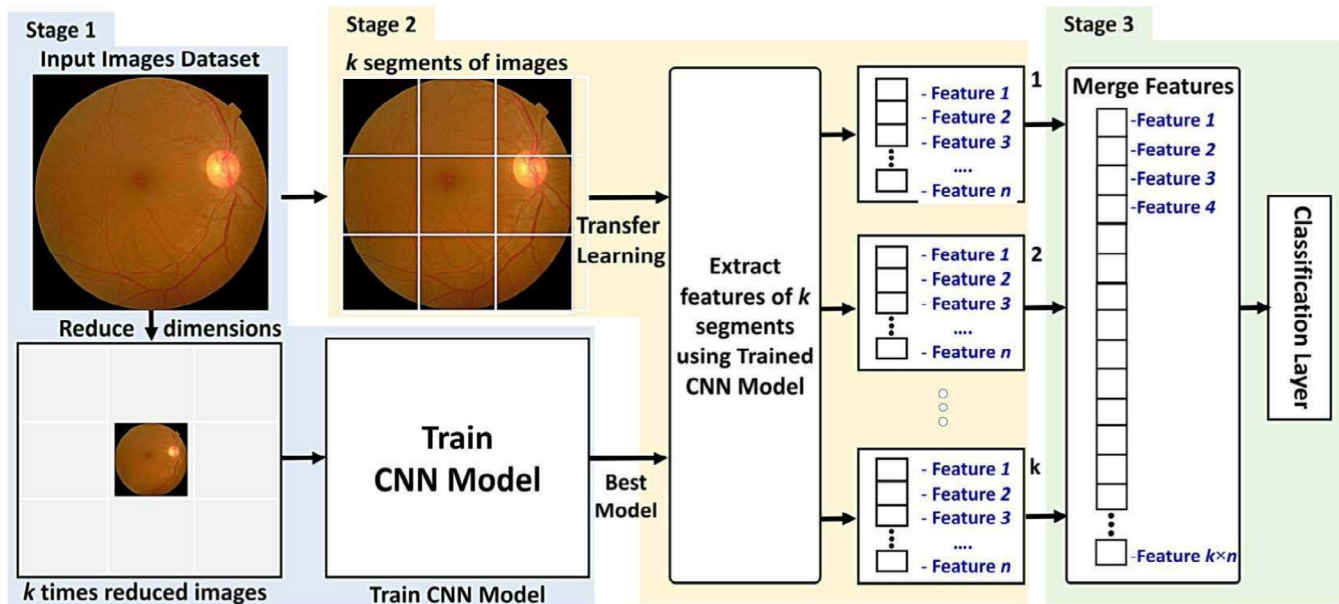 Stage 1
Input Images Dataset
Reduce dimensions
k times reduced images
Train
CNN Model
Train CNN Model
Stage 2
k segments of images
Transfer
Learning
Best
Model
Extract
features of k
segments
using Trained
CNN Model
1
- Feature 1
- Feature 2
- Feature 3
....
- Feature n
2
- Feature 1
- Feature 2
- Feature 3
....
- Feature n
k
- Feature 1
- Feature 2
- Feature 3
....
- Feature n
Stage 3
Merge Features
-Feature 1
-Feature 2
-Feature 3
-Feature 4
-Feature k×n
Classification
Layer